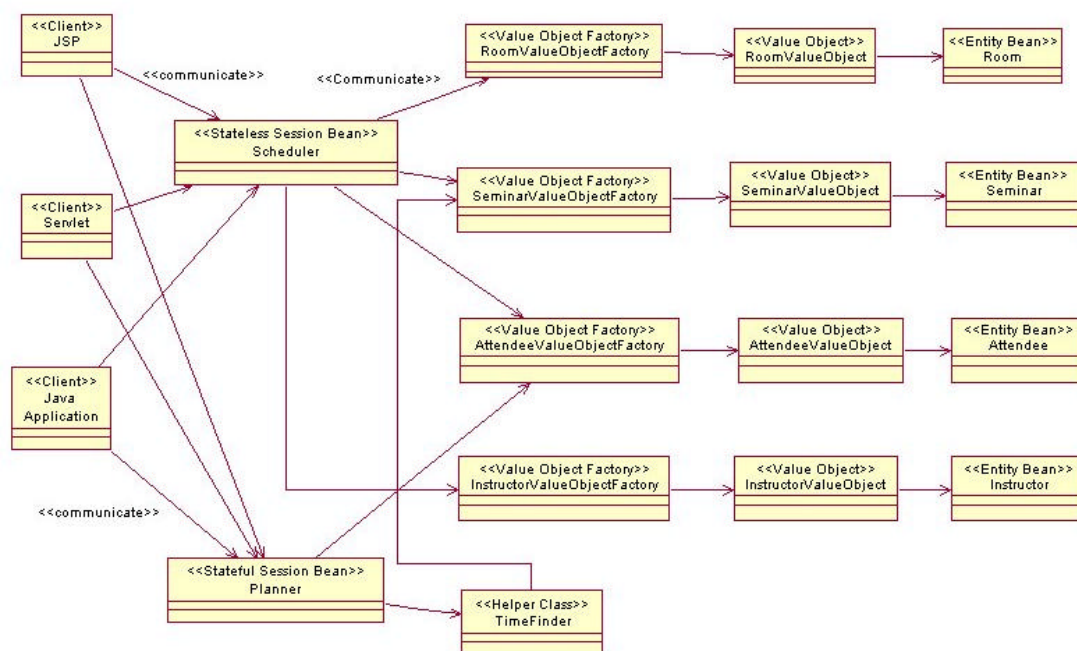 <<Client>>
JSP
<<communicate>>
<<Communicate>>
<<Value Object Factory>>
RoomValueObjectFactory
<<Value Object>>
RoomValueObject
<<Entity Bean>>
Room
<<Stateless Session Bean>>
Scheduler
<<Client>>
Servlet
<<Value Object Factory>>
SeminarValueObjectFactory
<<Value Object>>
SeminarValueObject
<<Entity Bean>>
Seminar
<<Value Object Factory>>
AttendeeValueObjectFactory
<<Value Object>>
AttendeeValueObject
<<Entity Bean>>
Attendee
<<Client>>
Java
Application
<<Value Object Factory>>
InstructorValueObjectFactory
<<Value Object>>
InstructorValueObject
<<Entity Bean>>
Instructor
<<communicate>>
<<Stateful Session Bean>>
Planner
<<Helper Class>>
TimeFinder